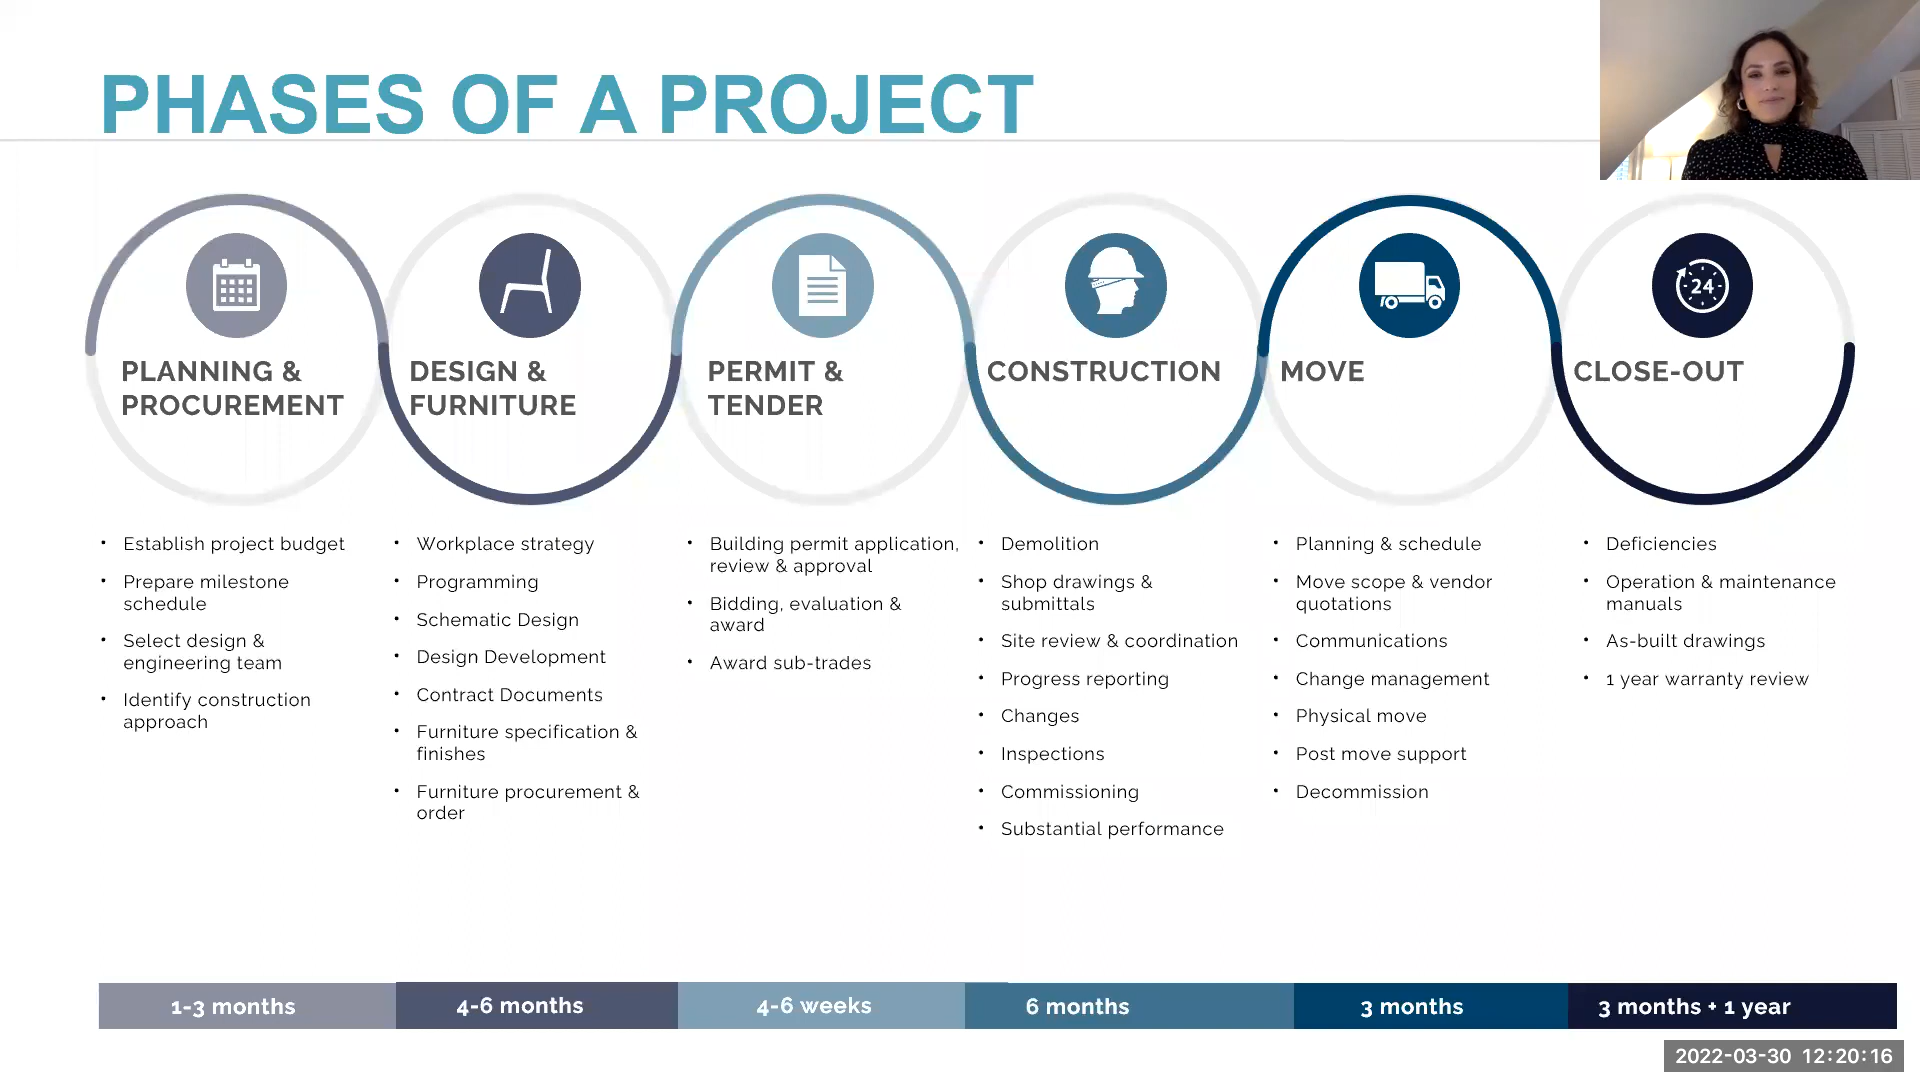 PHASES OF A PROJECT
24
PLANNING &
PROCUREMENT
DESIGN &
FURNITURE
PERMIT &
TENDER
CONSTRUCTION
MOVE
CLOSE-OUT
• Establish project budget
• Prepare milestone
schedule
• Select design &
engineering team
• Identify construction
approach
• Workplace strategy
• Programming
• Schematic Design
• Design Development
• Contract Documents
• Furniture specification &
finishes
• Furniture procurement &
order
• Building permit application,
review & approval
• Bidding, evaluation &
award
• Award sub-trades
• Demolition
• Shop drawings &
submittals
• Site review & coordination
• Progress reporting
• Changes
• Inspections
• Commissioning
• Substantial performance
• Planning & schedule
• Move scope & vendor
quotations
• Communications
• Change management
• Physical move
• Post move support
• Decommission
• Deficiencies
• Operation & maintenance
manuals
• As-built drawings
• 1 year warranty review
1-3 months
4-6 months
4-6 weeks
6 months
3 months
3 months + 1 year
2022-03-30 12:20:16